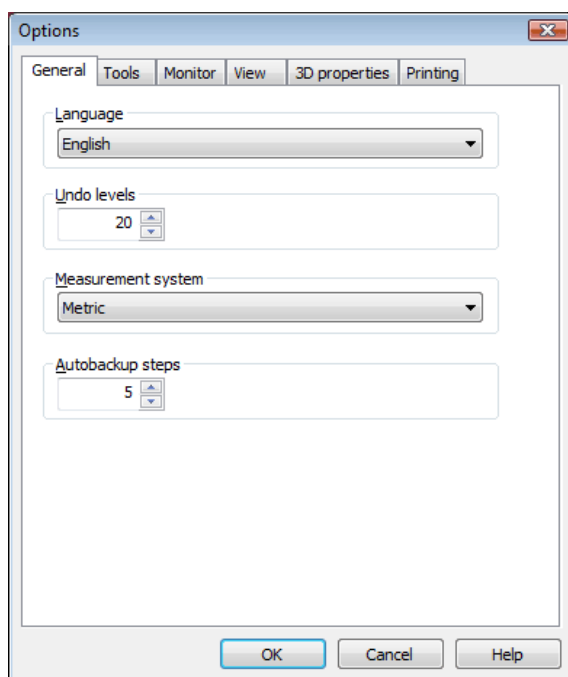 Options
General Tools Monitor View 3D properties Printing
Language
English
Undo levels
20
Measurement system
Metric
Autobackup steps
5
OK Cancel Help